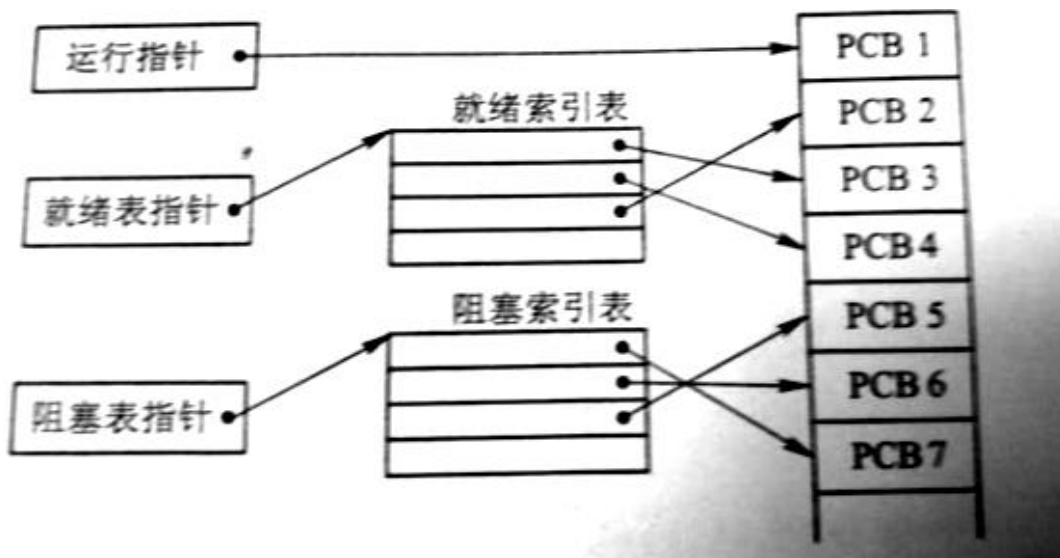 运行指针
就绪表指针
阻塞表指针
就绪索引表
阻塞索引表
PCB 1
PCB 2
PCB 3
PCB 4
PCB 5
PCB 6
PCB 7